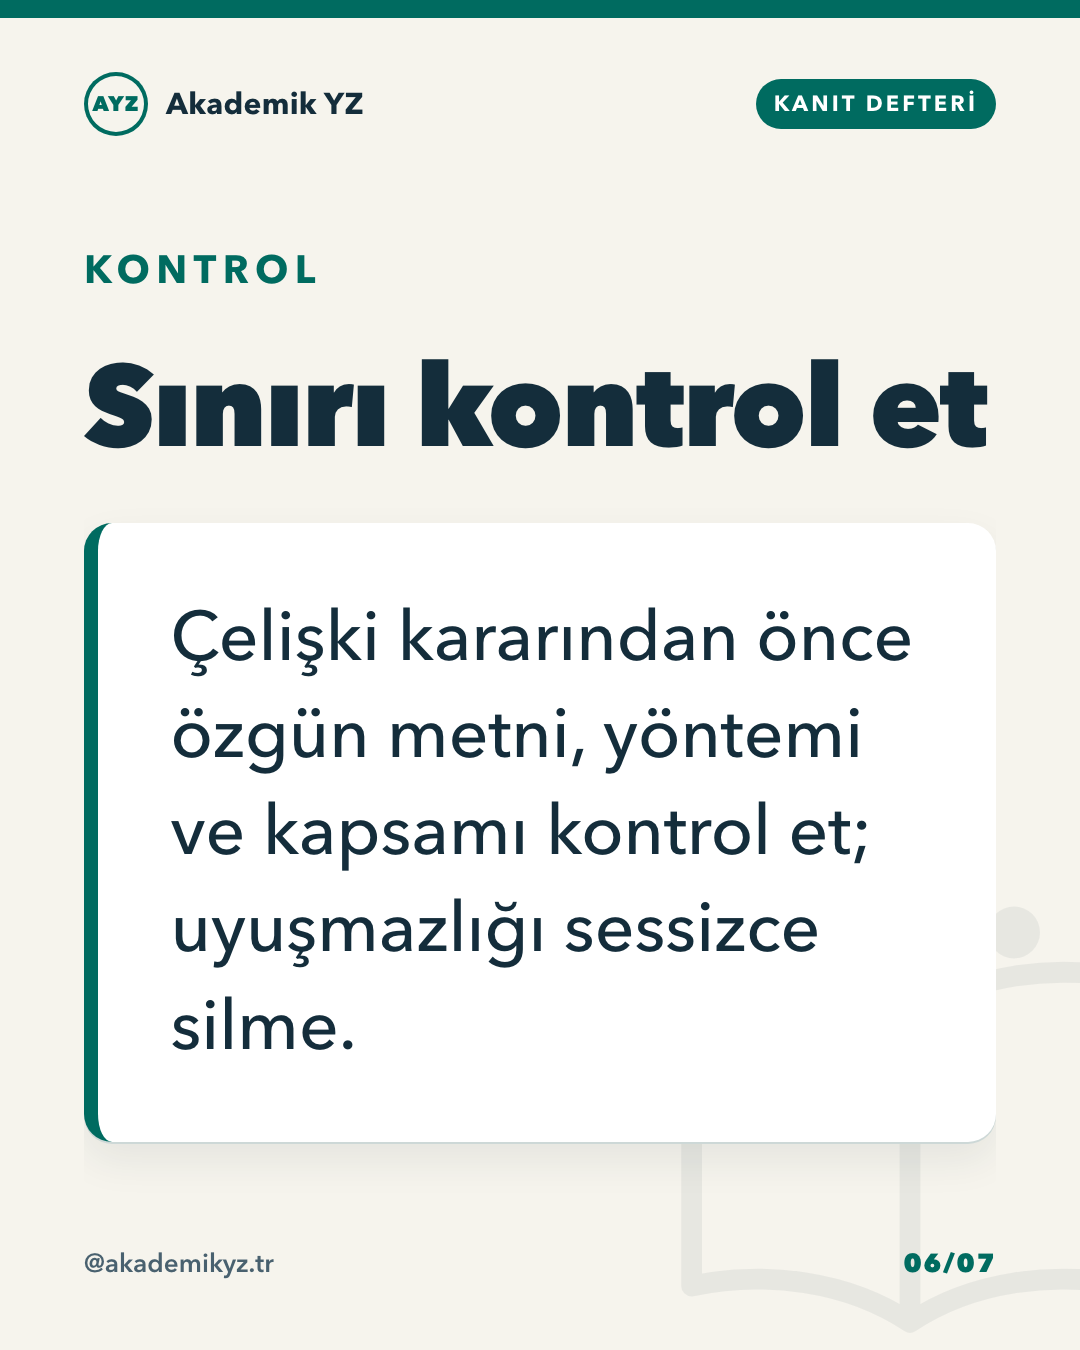 AYZ Akademik YZ
KANIT DEFTERİ
KONTROL
Sınırı kontrol et
Çelişki kararından önce
özgün metni, yöntemi
ve kapsamı kontrol et;
uyuşmazlığı sessizce
silme.
@akademikyz.tr
06/07